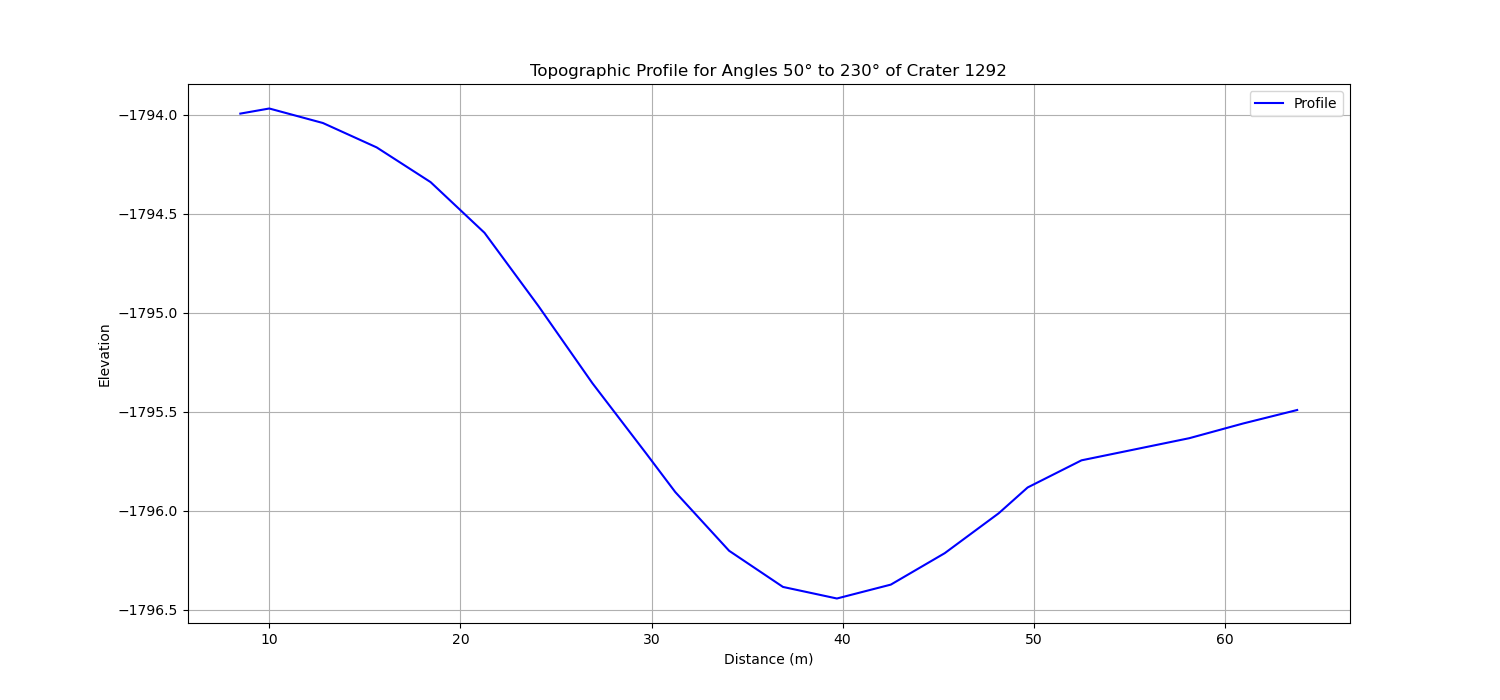 Topographic Profile for Angles 50° to 230° of Crater 1292
Profile
Elevation
−1794.0
−1794.5
−1795.0
−1795.5
−1796.0
−1796.5
10 20 30 40 50 60
Distance (m)